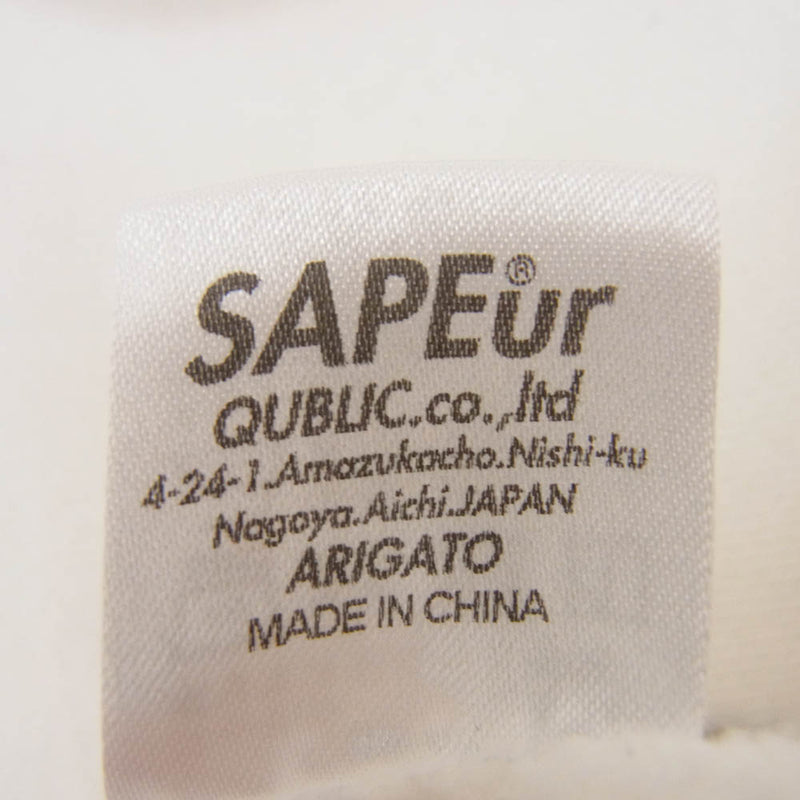 SAPEur®
QUBLIC.co.,ltd
4-24-1.Amazukacho.Nishi-ku
Nagoya.Aichi.JAPAN
ARIGATO
MADE IN CHINA